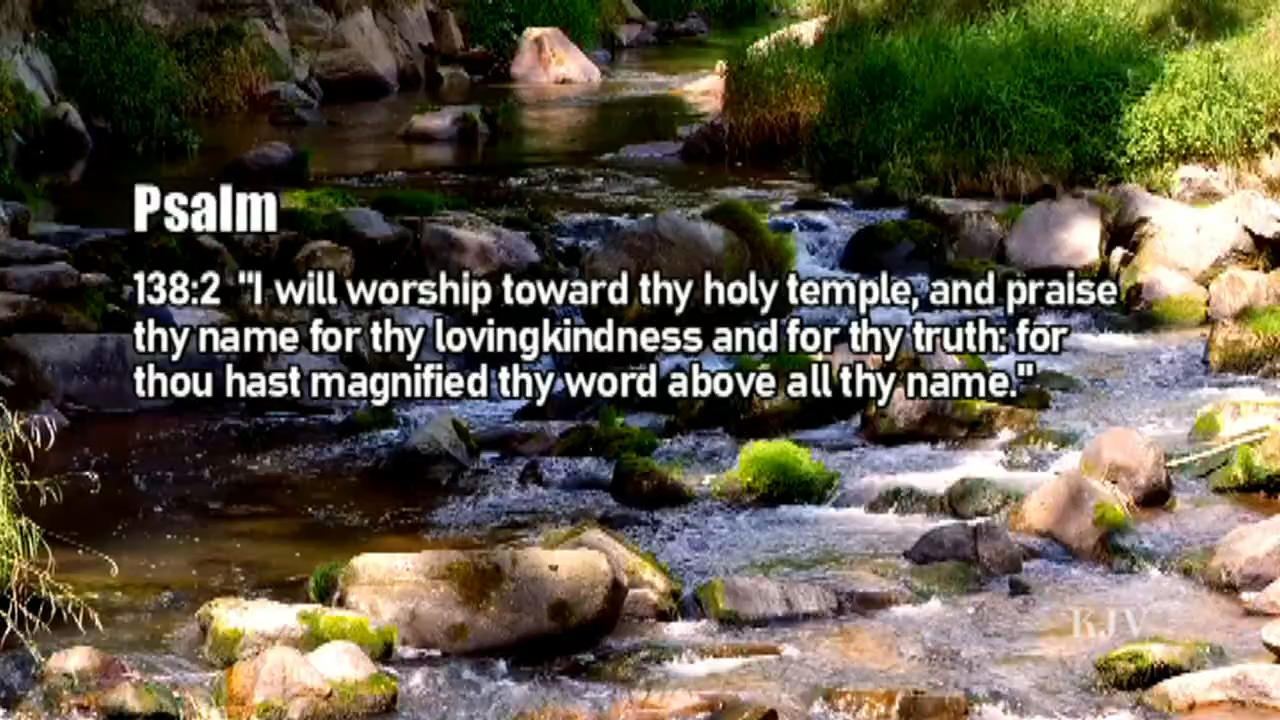 Psalm
138:2 "I will worship toward thy holy temple, and praise
thy name for thy lovingkindness and for thy truth: for
thou hast magnified thy word above all thy name."
KJV